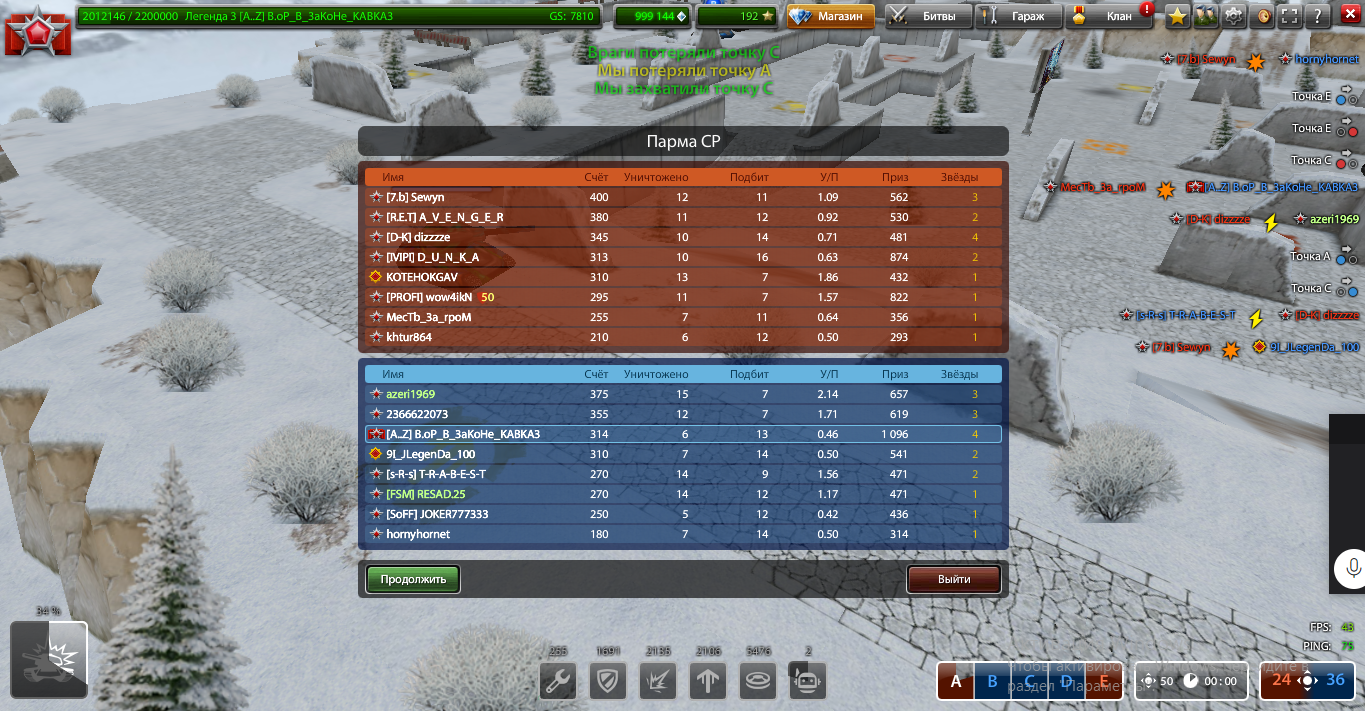 2012146 / 2200000 Легенда 3 [A..Z] B.oP_B_3aKoHe_KABKA3 GS: 7810 999 144 192 Магазин Битвы Гараж Клан ! ?
Враги потеряли точку C
Мы потеряли точку A
Мы захватили точку C
[7.b] Sewyn hornyhornet
Точка E
Точка E
Точка C
МесТb_3а_гроМ [A..Z] B.oP_B_3aKoHe_KABKA3
[D-K] dizzzze azeri1969
Точка A
Точка C
[s-R-s] T-R-A-B-E-S-T [D-K] dizzzze
[7.b] Sewyn 9I_JLegenDa_100
Парма CP
Имя Счёт Уничтожено Подбит У/П Приз Звёзды
[7.b] Sewyn 400 12 11 1.09 562 3
[R.E.T] A_V_E_N_G_E_R 380 11 12 0.92 530 2
[D-K] dizzzze 345 10 14 0.71 481 4
[IVIPI] D_U_N_K_A 313 10 16 0.63 874 2
KOTEHOKGAV 310 13 7 1.86 432 1
[PROFI] wow4ikN 50 295 11 7 1.57 822 1
МесТb_3а_гроМ 255 7 11 0.64 356 1
khtur864 210 6 12 0.50 293 1
Имя Счёт Уничтожено Подбит У/П Приз Звёзды
azeri1969 375 15 7 2.14 657 3
2366622073 355 12 7 1.71 619 3
[A..Z] B.oP_B_3aKoHe_KABKA3 314 6 13 0.46 1 096 4
9I_JLegenDa_100 310 7 14 0.50 541 2
[s-R-s] T-R-A-B-E-S-T 270 14 9 1.56 471 2
[FSM] RESAD.25 270 14 12 1.17 471 1
[SoFF] JOKER777333 250 5 12 0.42 436 1
hornyhornet 180 7 14 0.50 314 1
Продолжить Выйти
34 %
255 1691 2135 2106 5476 2
FPS: 43
PING: 73
A B C D E 50 00:00 24 36